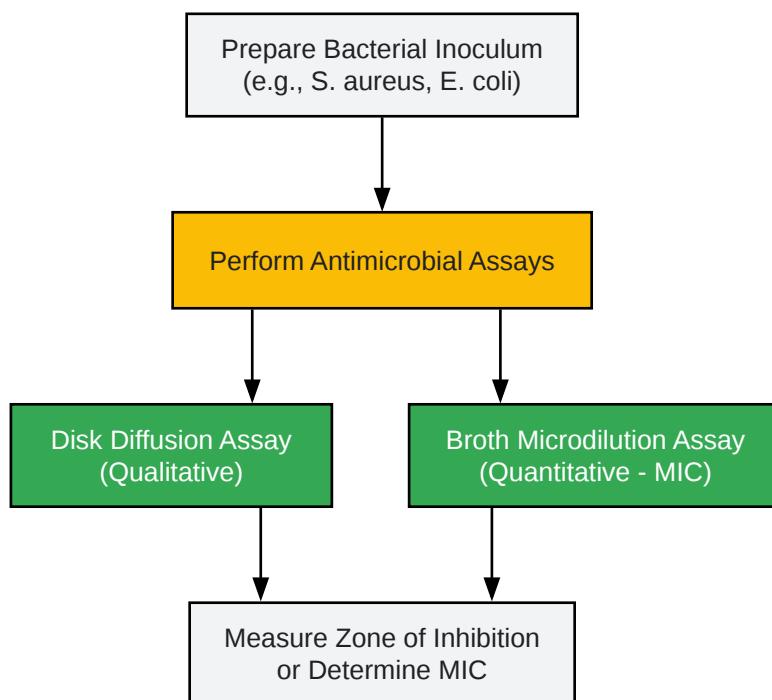 Prepare Bacterial Inoculum
(e.g., S. aureus, E. coli)
Perform Antimicrobial Assays
Disk Diffusion Assay
(Qualitative)
Broth Microdilution Assay
(Quantitative - MIC)
Measure Zone of Inhibition
or Determine MIC